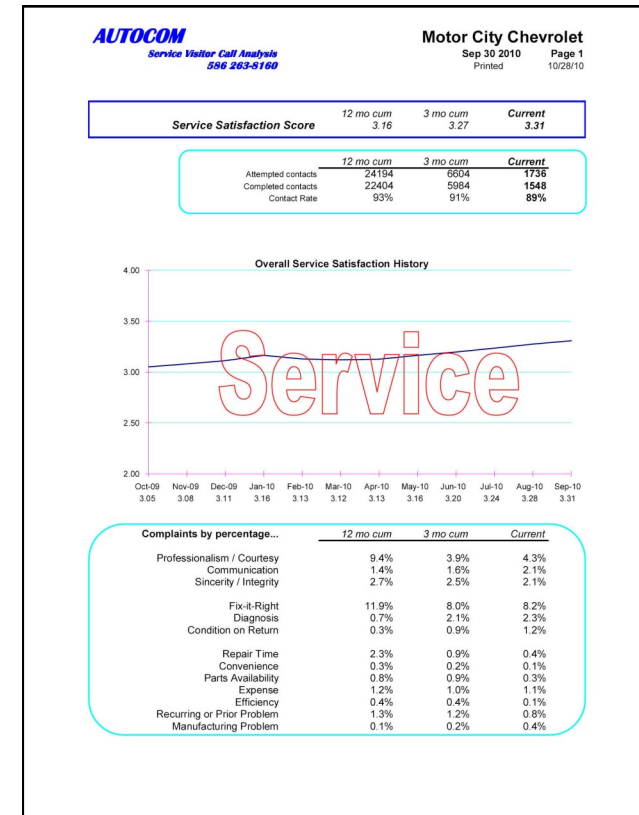 AUTOCOM
Service Visitor Call Analysis
586 263-8160
Motor City Chevrolet
Sep 30 2010 Page 1
Printed 10/28/10
12 mo cum 3 mo cum Current
Service Satisfaction Score 3.16 3.27 3.31
12 mo cum 3 mo cum Current
Attempted contacts 24194 6604 1736
Completed contacts 22404 5984 1548
Contact Rate 93% 91% 89%
Overall Service Satisfaction History
4.00
3.50
3.00
2.50
2.00
Service
Oct-09 Nov-09 Dec-09 Jan-10 Feb-10 Mar-10 Apr-10 May-10 Jun-10 Jul-10 Aug-10 Sep-10
3.05 3.08 3.11 3.16 3.13 3.12 3.13 3.16 3.20 3.24 3.28 3.31
Complaints by percentage... 12 mo cum 3 mo cum Current
Professionalism / Courtesy 9.4% 3.9% 4.3%
Communication 1.4% 1.6% 2.1%
Sincerity / Integrity 2.7% 2.5% 2.1%
Fix-it-Right 11.9% 8.0% 8.2%
Diagnosis 0.7% 2.1% 2.3%
Condition on Return 0.3% 0.9% 1.2%
Repair Time 2.3% 0.9% 0.4%
Convenience 0.3% 0.2% 0.1%
Parts Availability 0.8% 0.9% 0.3%
Expense 1.2% 1.0% 1.1%
Efficiency 0.4% 0.4% 0.1%
Recurring or Prior Problem 1.3% 1.2% 0.8%
Manufacturing Problem 0.1% 0.2% 0.4%